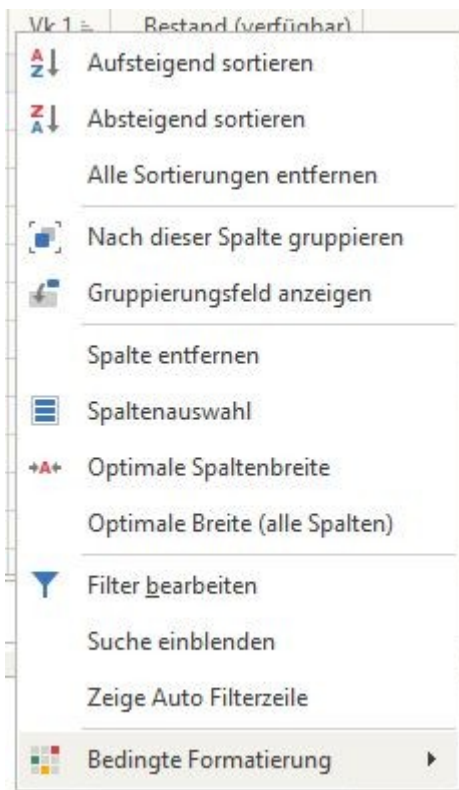 Vk 1 Bestand (verfügbar)
Aufsteigend sortieren
Absteigend sortieren
Alle Sortierungen entfernen
Nach dieser Spalte gruppieren
Gruppierungsfeld anzeigen
Spalte entfernen
Spaltenauswahl
Optimale Spaltenbreite
Optimale Breite (alle Spalten)
Filter bearbeiten
Suche einblenden
Zeige Auto Filterzeile
Bedingte Formatierung